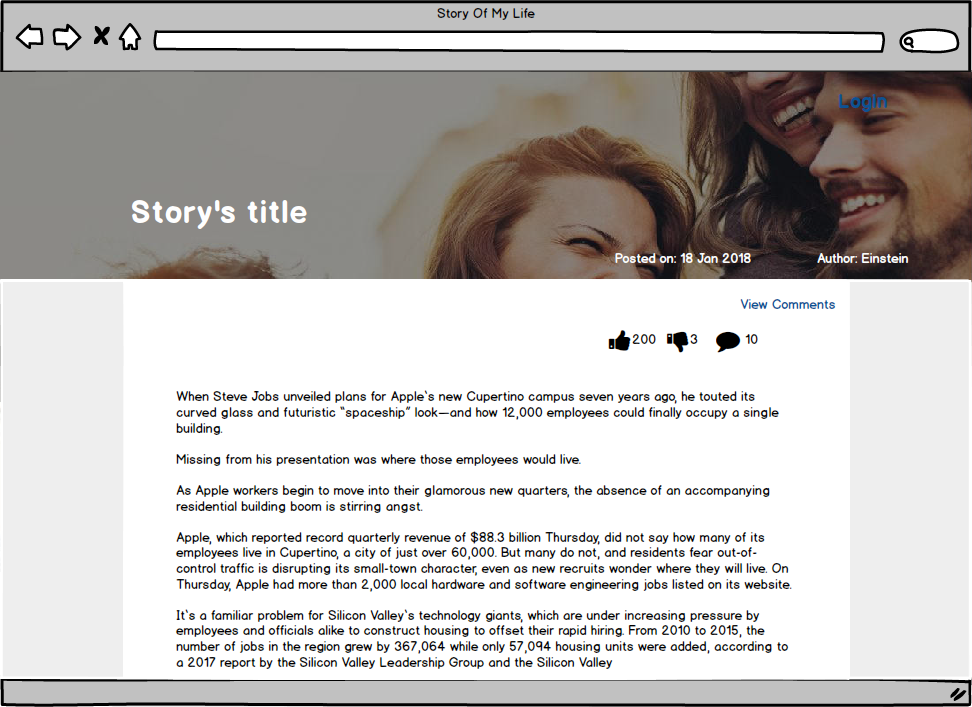 Story Of My Life
Login
Story's title
Posted on: 18 Jan 2018
Author: Einstein
View Comments
200
3
10
When Steve Jobs unveiled plans for Apple`s new Cupertino campus seven years ago, he touted its
curved glass and futuristic “spaceship” look—and how 12,000 employees could finally occupy a single
building.
Missing from his presentation was where those employees would live.
As Apple workers begin to move into their glamorous new quarters, the absence of an accompanying
residential building boom is stirring angst.
Apple, which reported record quarterly revenue of $88.3 billion Thursday, did not say how many of its
employees live in Cupertino, a city of just over 60,000. But many do not, and residents fear out-of-
control traffic is disrupting its small-town character, even as new recruits wonder where they will live. On
Thursday, Apple had more than 2,000 local hardware and software engineering jobs listed on its website.
It`s a familiar problem for Silicon Valley`s technology giants, which are under increasing pressure by
employees and officials alike to construct housing to offset their rapid hiring. From 2010 to 2015, the
number of jobs in the region grew by 367,064 while only 57,094 housing units were added, according to
a 2017 report by the Silicon Valley Leadership Group and the Silicon Valley